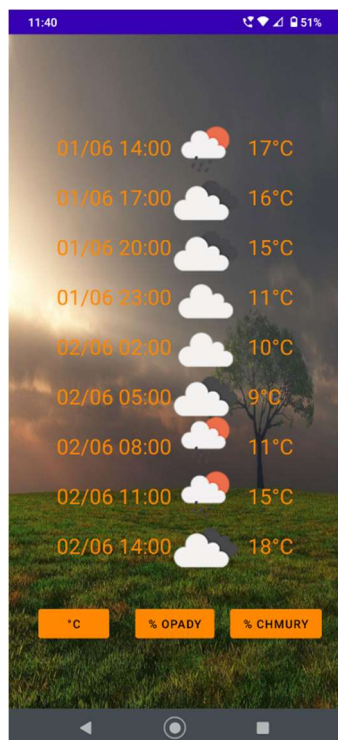 11:40 51%
01/06 14:00 17°C
01/06 17:00 16°C
01/06 20:00 15°C
01/06 23:00 11°C
02/06 02:00 10°C
02/06 05:00 9°C
02/06 08:00 11°C
02/06 11:00 15°C
02/06 14:00 18°C
°C % OPADY % CHMURY